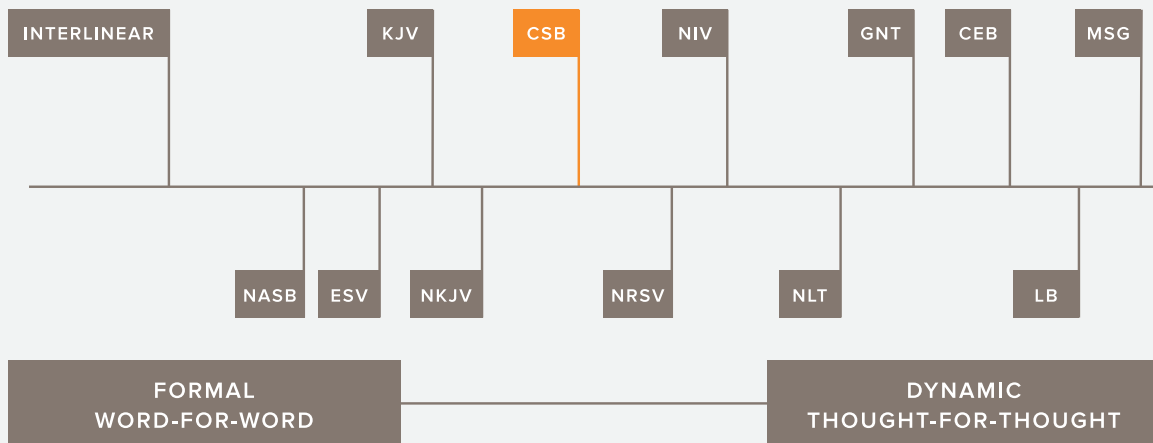 INTERLINEAR
KJV
CSB
NIV
GNT
CEB
MSG
NASB
ESV
NKJV
NRSV
NLT
LB
FORMAL
WORD-FOR-WORD
DYNAMIC
THOUGHT-FOR-THOUGHT